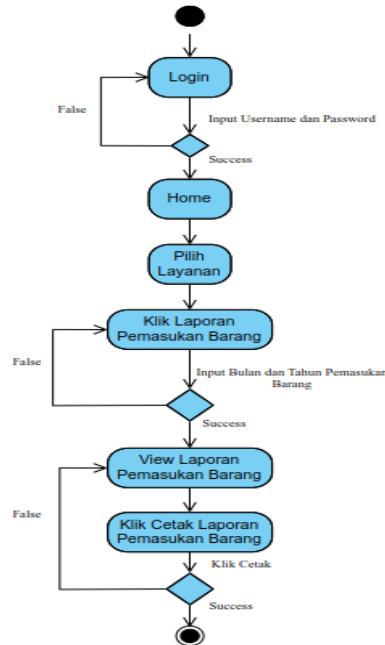 Login
False
Input Username dan Password
Success
Home
Pilih
Layanan
Klik Laporan
Pemasukan Barang
False
Input Bulan dan Tahun Pemasukan
Barang
Success
View Laporan
Pemasukan Barang
False
Klik Cetak Laporan
Pemasukan Barang
Klik Cetak
Success